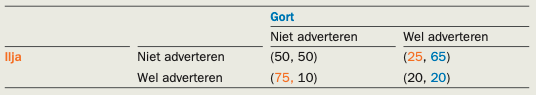 Gort
Niet adverteren Wel adverteren
Ilja Niet adverteren (50, 50) (25, 65)
Wel adverteren (75, 10) (20, 20)